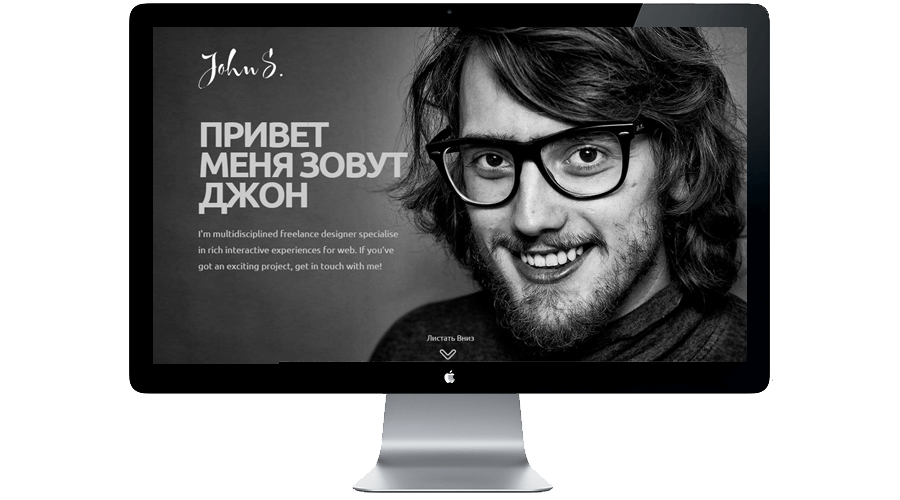 John S.
ПРИВЕТ
МЕНЯ ЗОВУТ
ДЖОН
I'm multidisciplined freelance designer specialise
in rich interactive experiences for web. If you've
got an exciting project, get in touch with me!
Листать Вниз